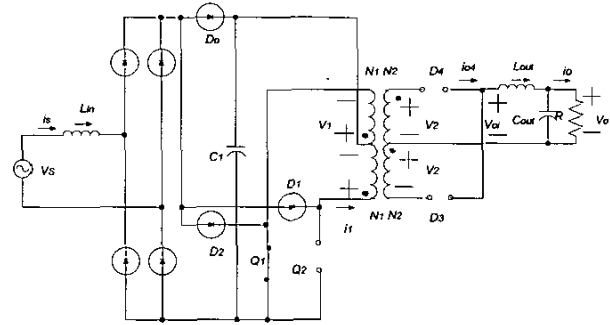 Do
N1 N2
D4
io4
Lout
io
is
Lin
V1
V2
Voi
Cout
R
Vo
Vs
C1
D1
V2
D2
i1
N1 N2
D3
Q1
Q2